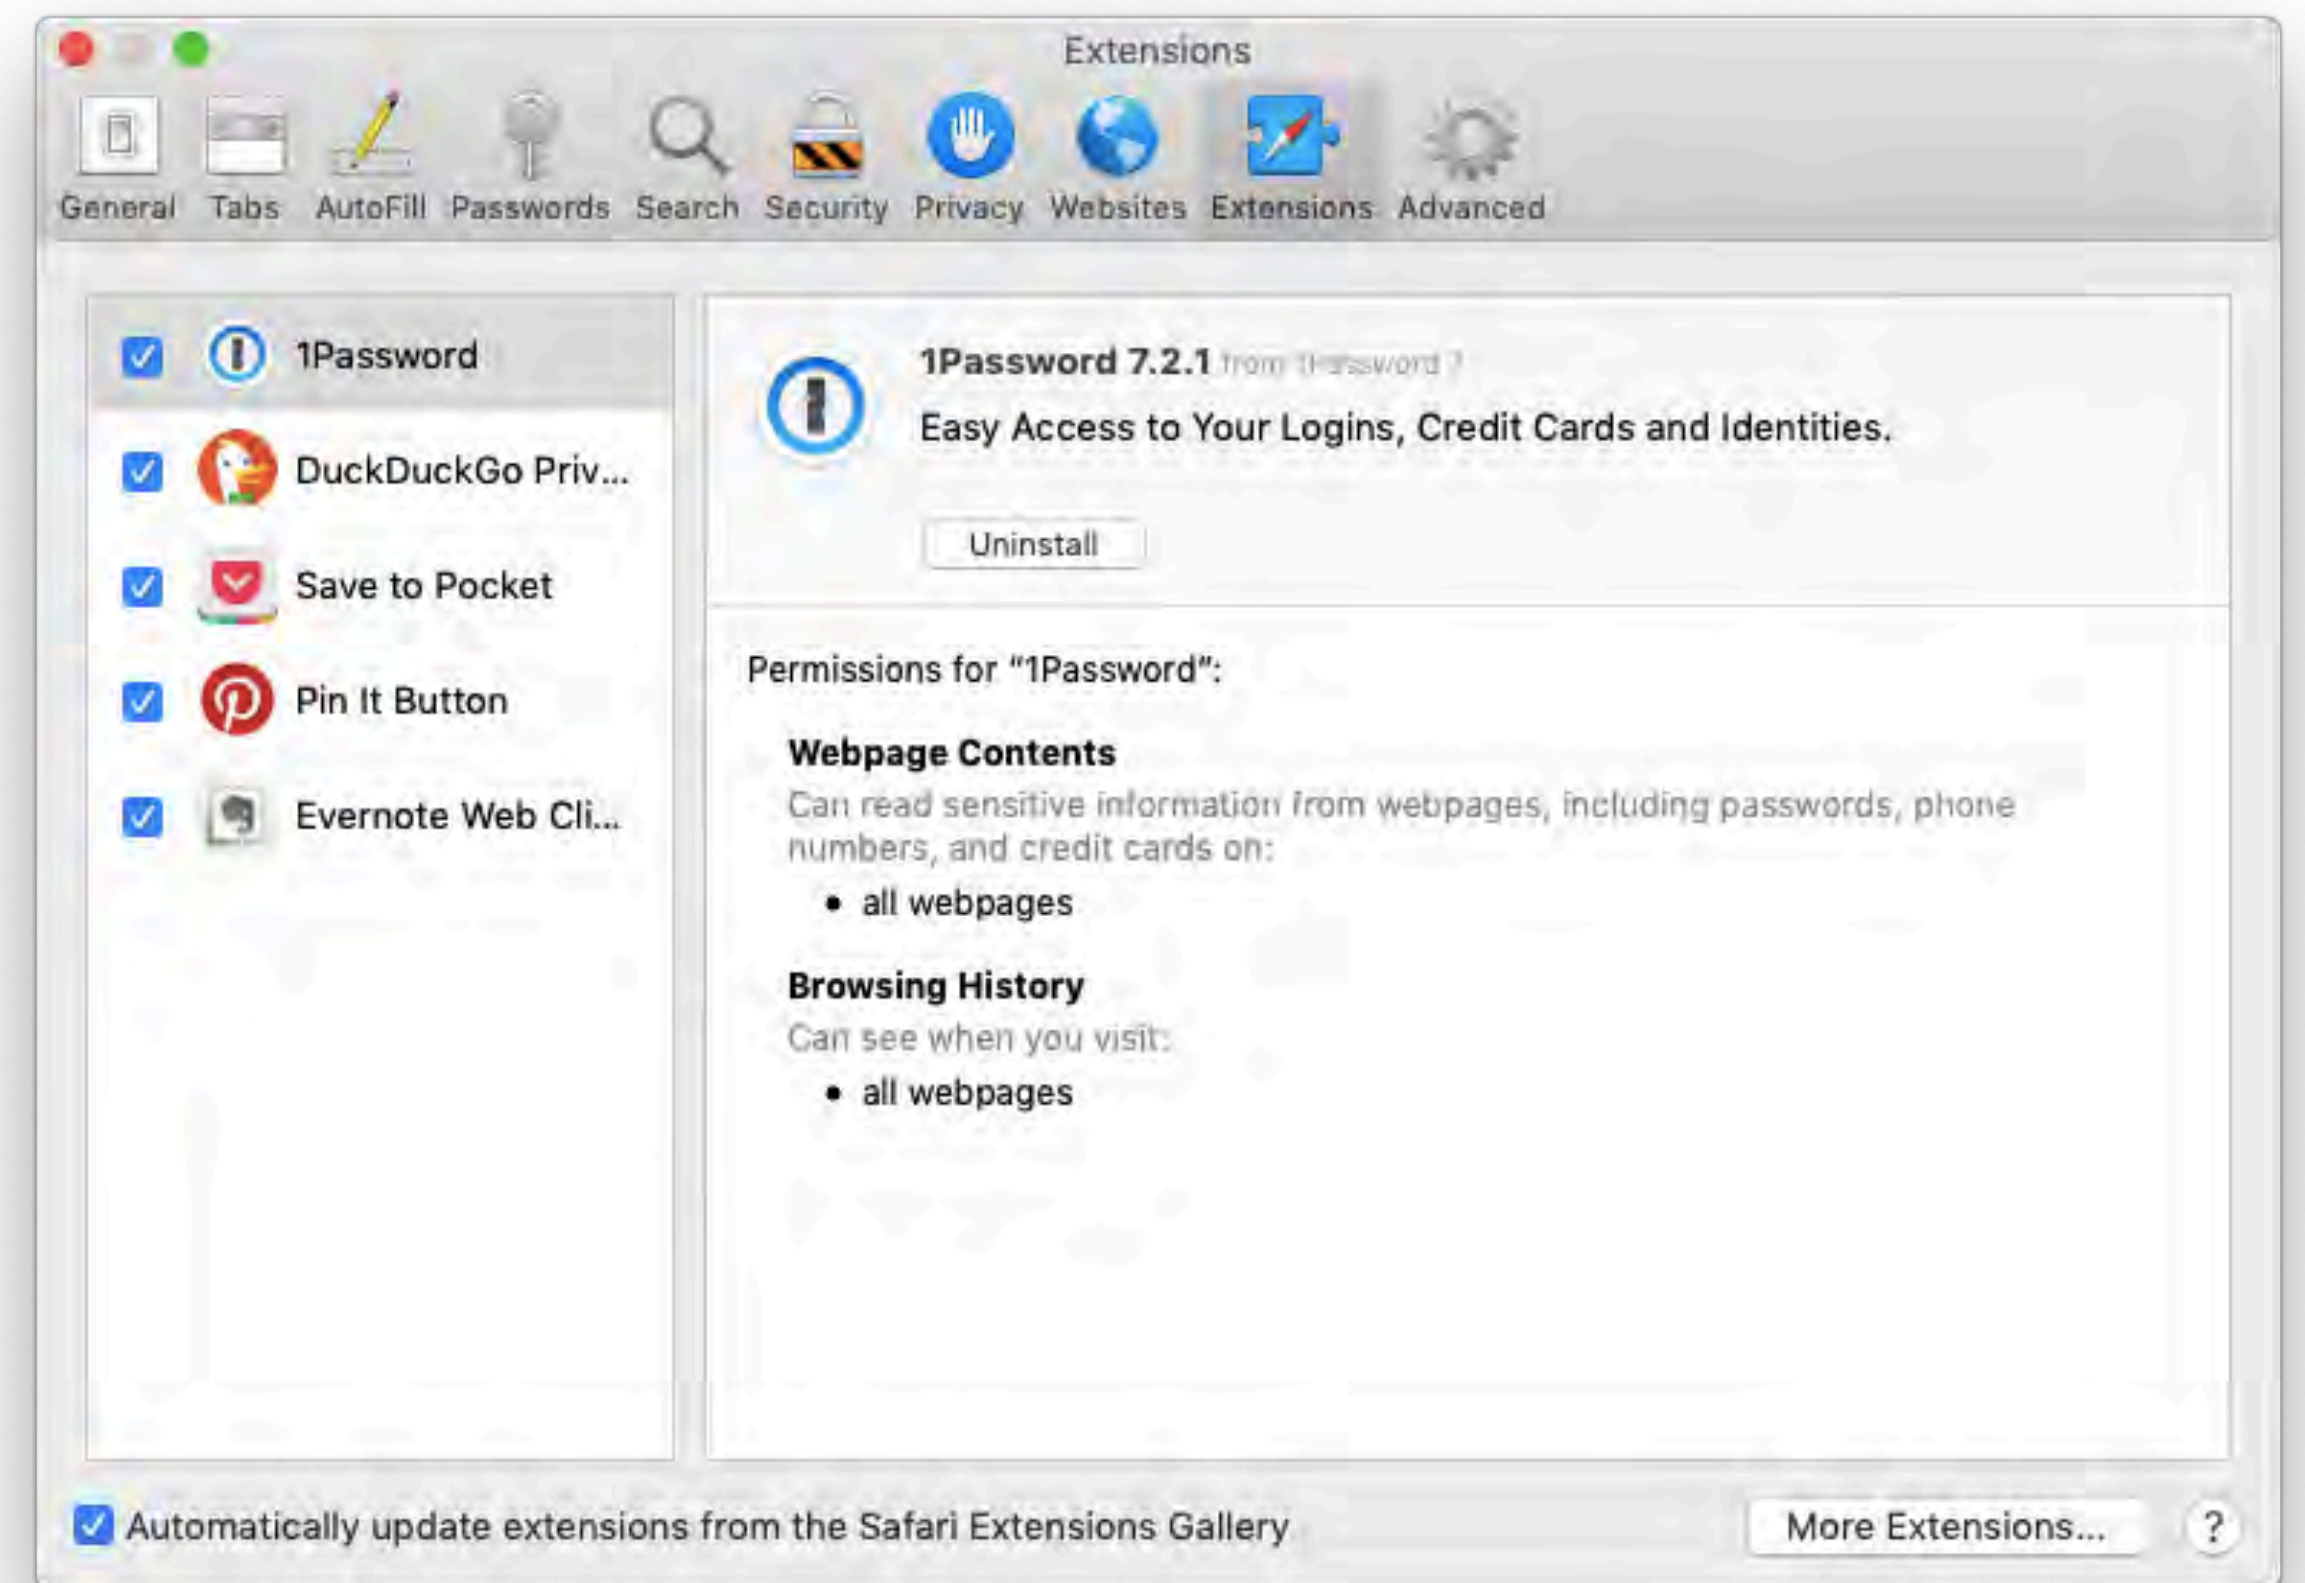 Extensions
General Tabs AutoFill Passwords Search Security Privacy Websites Extensions Advanced
1Password
DuckDuckGo Priv...
Save to Pocket
Pin It Button
Evernote Web Cli...
1Password 7.2.1 from 1Password 7
Easy Access to Your Logins, Credit Cards and Identities.
Uninstall
Permissions for “1Password”:
Webpage Contents
Can read sensitive information from webpages, including passwords, phone
numbers, and credit cards on:
• all webpages
Browsing History
Can see when you visit:
• all webpages
Automatically update extensions from the Safari Extensions Gallery
More Extensions... ?